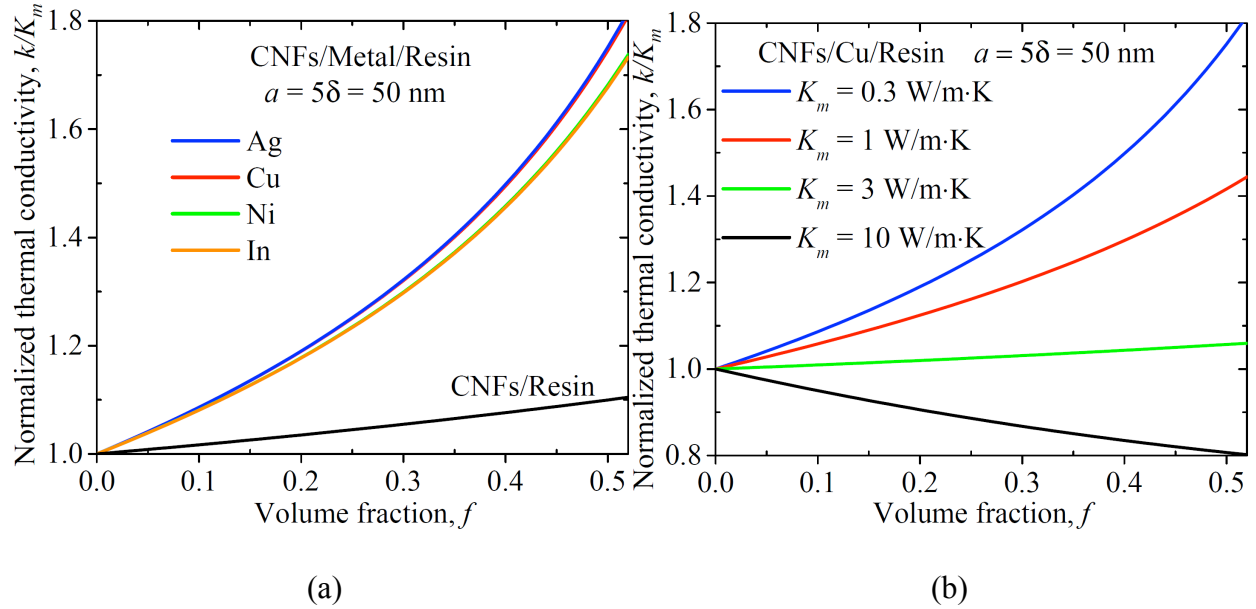 Normalized thermal conductivity, k/Km
1.8
1.6
1.4
1.2
1.0
CNFs/Metal/Resin
a = 5δ = 50 nm
Ag
Cu
Ni
In
CNFs/Resin
0.0 0.1 0.2 0.3 0.4 0.5
Volume fraction, f
(a)
Normalized thermal conductivity, k/Km
1.8
1.6
1.4
1.2
1.0
0.8
CNFs/Cu/Resin a = 5δ = 50 nm
Km = 0.3 W/m·K
Km = 1 W/m·K
Km = 3 W/m·K
Km = 10 W/m·K
0.0 0.1 0.2 0.3 0.4 0.5
Volume fraction, f
(b)